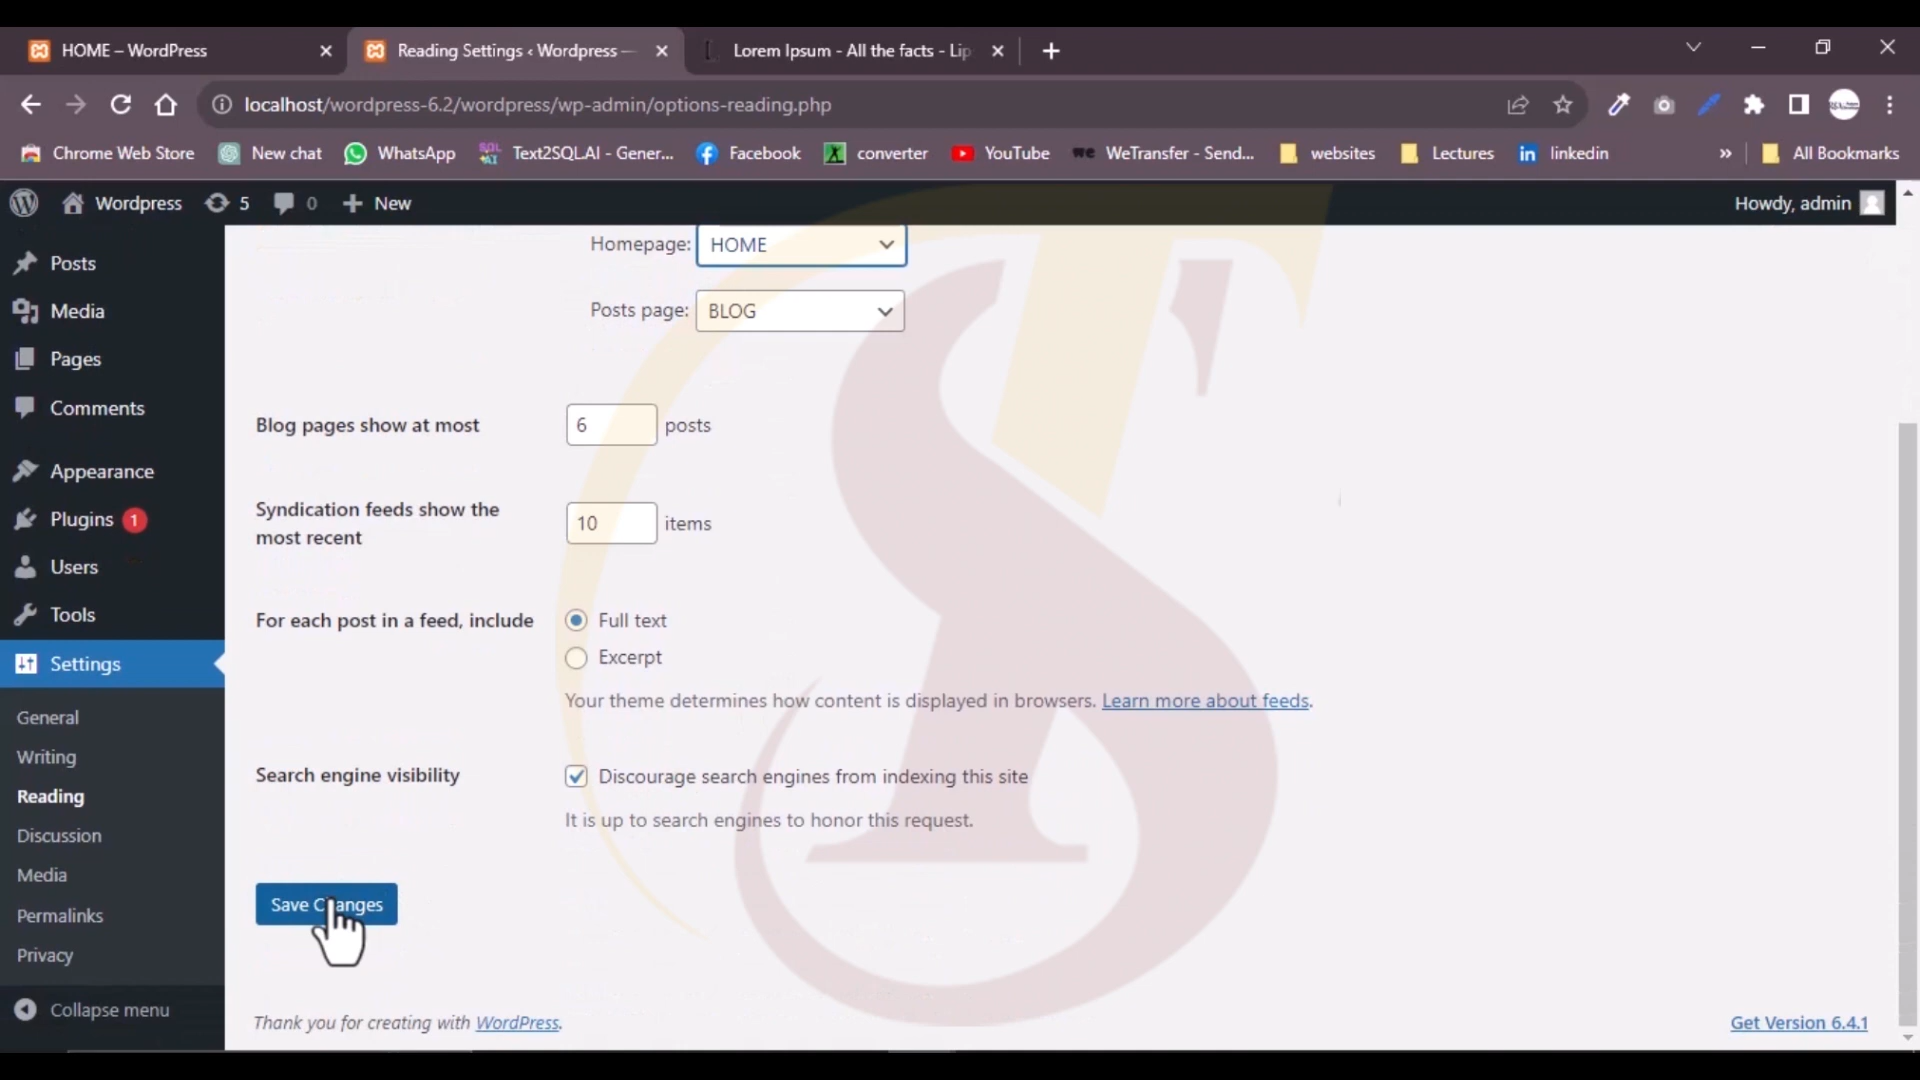 HOME – WordPress
Reading Settings ‹ Wordpress —
Lorem Ipsum - All the facts - Lip
localhost/wordpress-6.2/wordpress/wp-admin/options-reading.php
Chrome Web Store
New chat
WhatsApp
Text2SQL.AI - Gener...
Facebook
converter
YouTube
WeTransfer - Send...
websites
Lectures
linkedin
All Bookmarks
Wordpress
5
0
New
Howdy, admin
Posts
Media
Pages
Comments
Appearance
Plugins 1
Users
Tools
Settings
General
Writing
Reading
Discussion
Media
Permalinks
Privacy
Collapse menu
Homepage: HOME
Posts page: BLOG
Blog pages show at most 6 posts
Syndication feeds show the
most recent
10 items
For each post in a feed, include
Full text
Excerpt
Your theme determines how content is displayed in browsers. Learn more about feeds.
Search engine visibility
Discourage search engines from indexing this site
It is up to search engines to honor this request.
Save Changes
Thank you for creating with WordPress.
Get Version 6.4.1